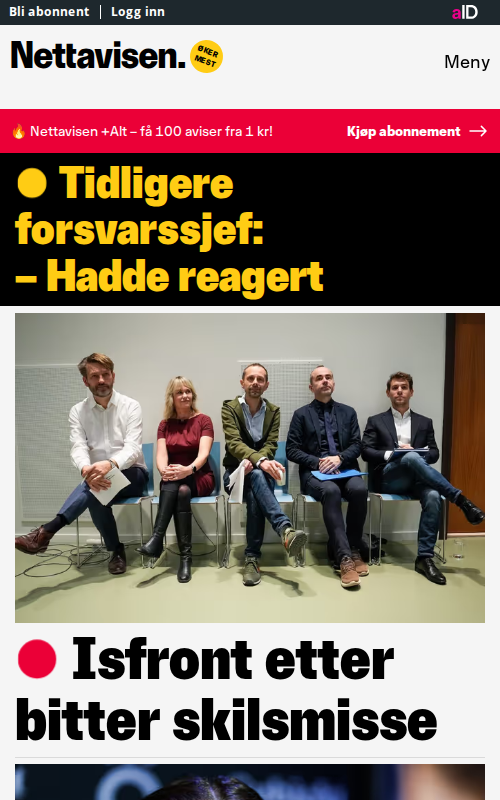 Bli abonnent
Logg inn
aID
Nettavisen.
ØKER
MEST
Meny
🔥 Nettavisen +Alt – få 100 aviser fra 1 kr!
Kjøp abonnement →
Tidligere
forsvarssjef:
– Hadde reagert
Isfront etter
bitter skilsmisse